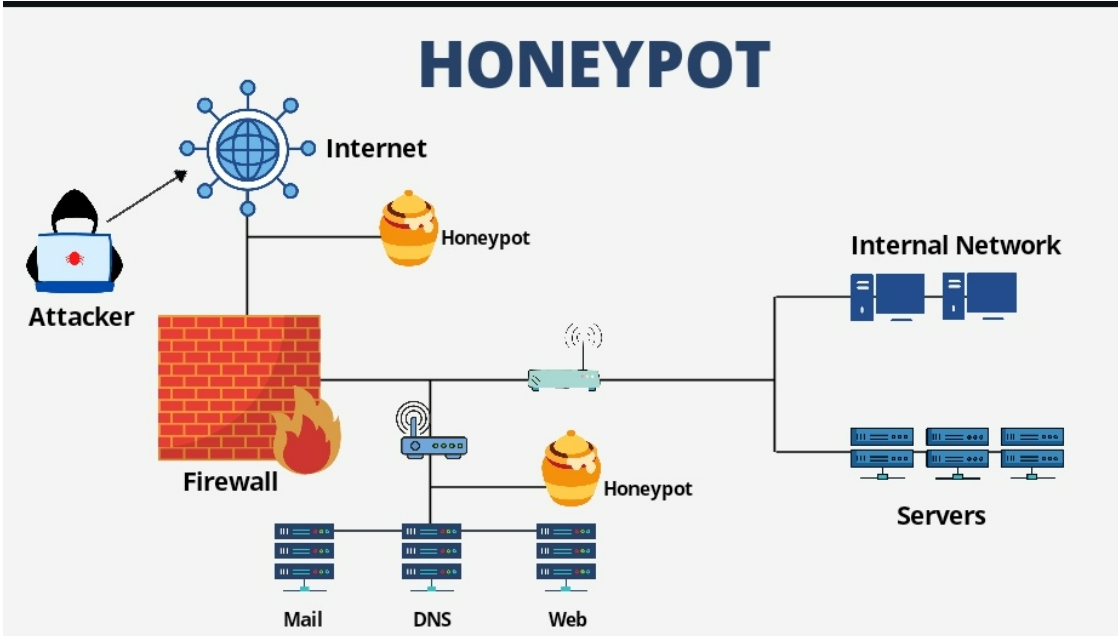 HONEYPOT
Internet
Honeypot
Attacker
Internal Network
Firewall
Honeypot
Servers
Mail
DNS
Web